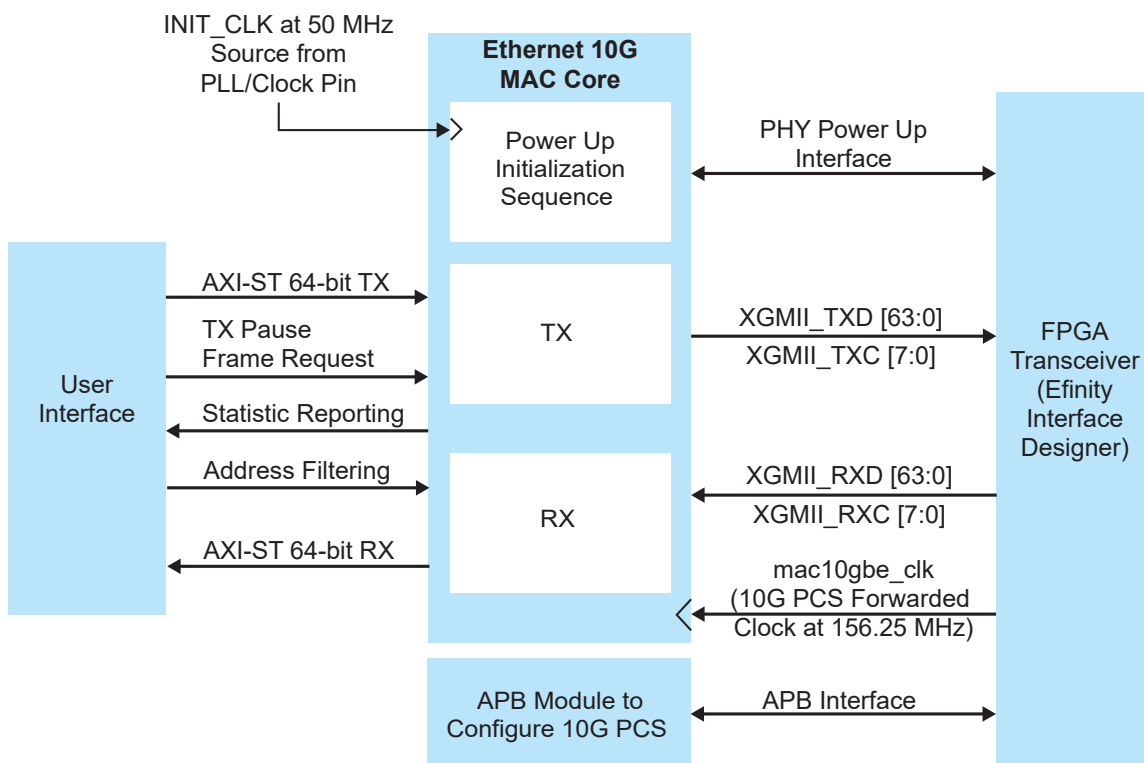 INIT_CLK at 50 MHz
Source from
PLL/Clock Pin
Ethernet 10G
MAC Core
Power Up
Initialization
Sequence
PHY Power Up
Interface
User
Interface
AXI-ST 64-bit TX
TX Pause
Frame Request
Statistic Reporting
Address Filtering
AXI-ST 64-bit RX
TX
RX
XGMII_TXD [63:0]
XGMII_TXC [7:0]
XGMII_RXD [63:0]
XGMII_RXC [7:0]
mac10gbe_clk
(10G PCS Forwarded
Clock at 156.25 MHz)
FPGA
Transceiver
(Efinity
Interface
Designer)
APB Module to
Configure 10G PCS
APB Interface